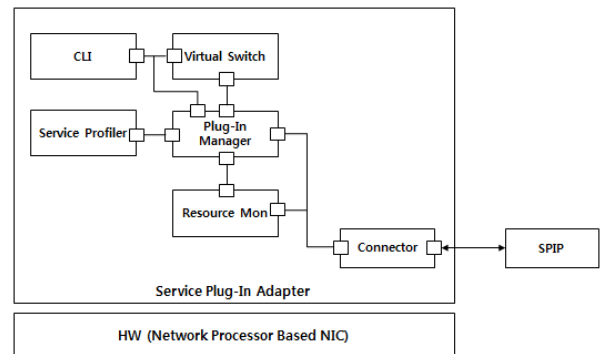 CLI
Virtual Switch
Service Profiler
Plug-In
Manager
Resource Mon
Connector
SPIP
Service Plug-In Adapter
HW (Network Processor Based NIC)